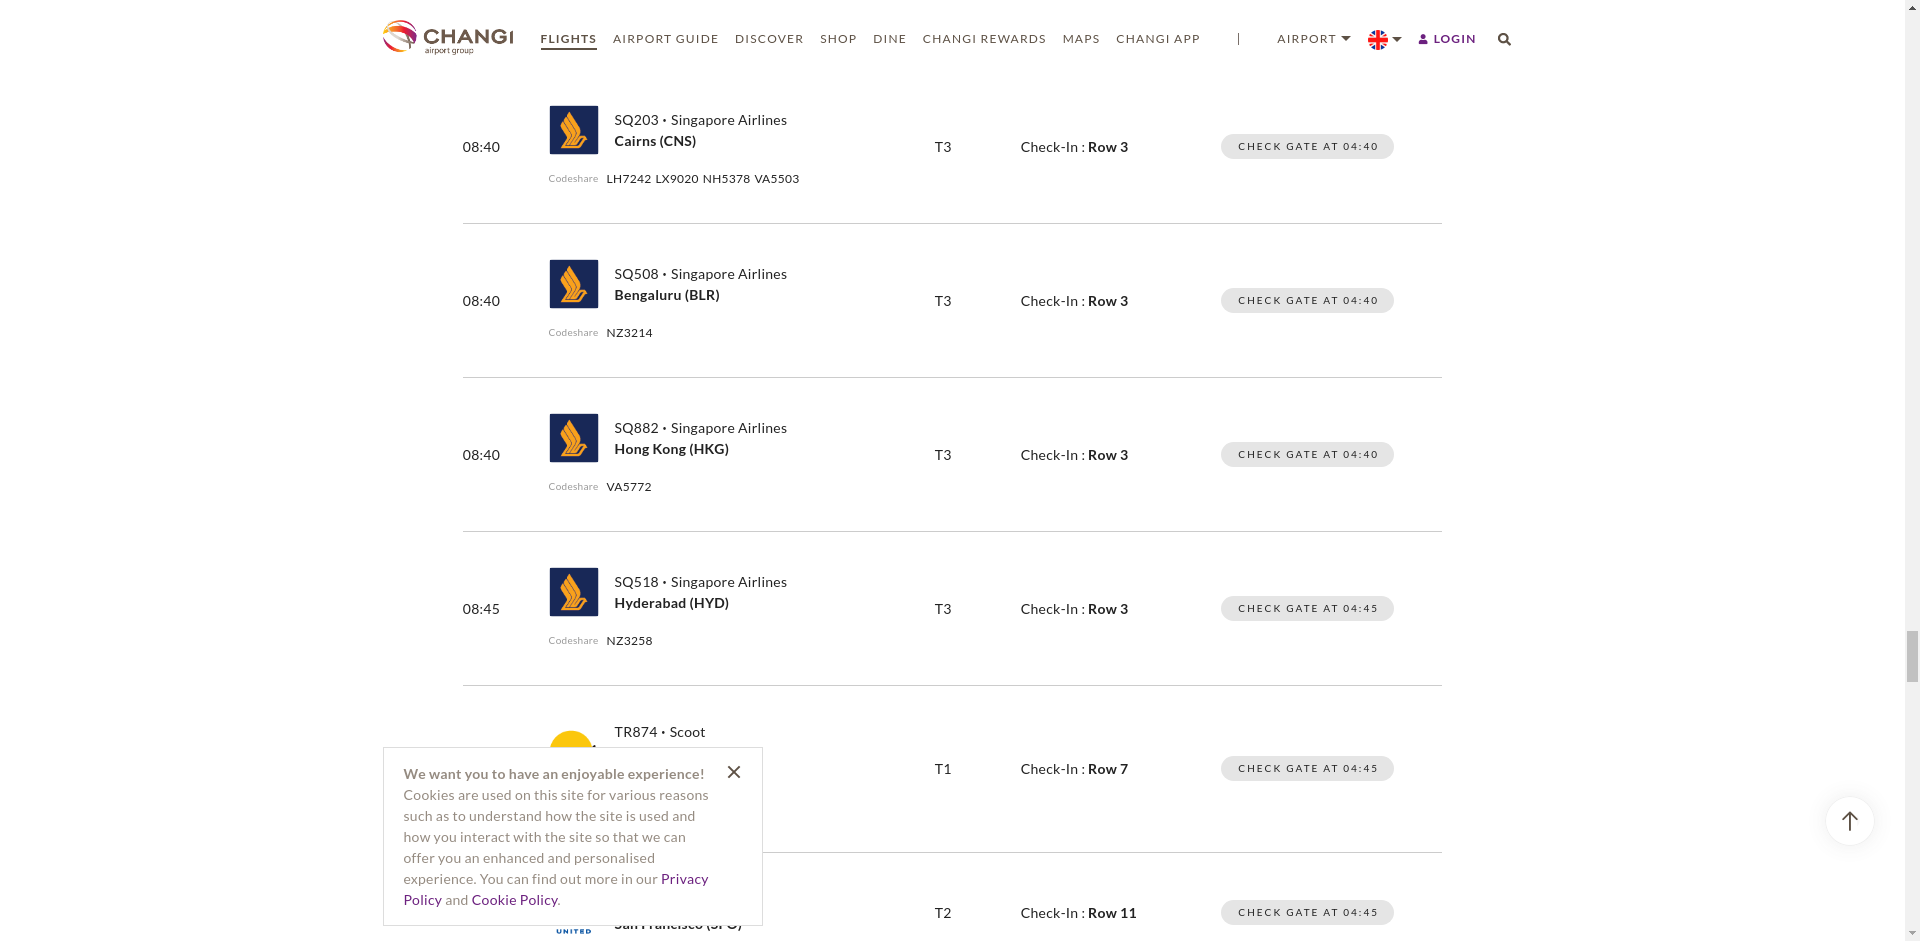 CHANGI
airport group
FLIGHTS AIRPORT GUIDE DISCOVER SHOP DINE CHANGI REWARDS MAPS CHANGI APP | AIRPORT LOGIN
SQ203 • Singapore Airlines
Cairns (CNS)
08:40 T3 Check-In : Row 3 CHECK GATE AT 04:40
Codeshare LH7242 LX9020 NH5378 VA5503
SQ508 • Singapore Airlines
Bengaluru (BLR)
08:40 T3 Check-In : Row 3 CHECK GATE AT 04:40
Codeshare NZ3214
SQ882 • Singapore Airlines
Hong Kong (HKG)
08:40 T3 Check-In : Row 3 CHECK GATE AT 04:40
Codeshare VA5772
SQ518 • Singapore Airlines
Hyderabad (HYD)
08:45 T3 Check-In : Row 3 CHECK GATE AT 04:45
Codeshare NZ3258
TR874 • Scoot
T1 Check-In : Row 7 CHECK GATE AT 04:45
We want you to have an enjoyable experience!
Cookies are used on this site for various reasons
such as to understand how the site is used and
how you interact with the site so that we can
offer you an enhanced and personalised
experience. You can find out more in our Privacy
Policy and Cookie Policy.
T2 Check-In : Row 11 CHECK GATE AT 04:45
San Francisco (SFO)
UNITED